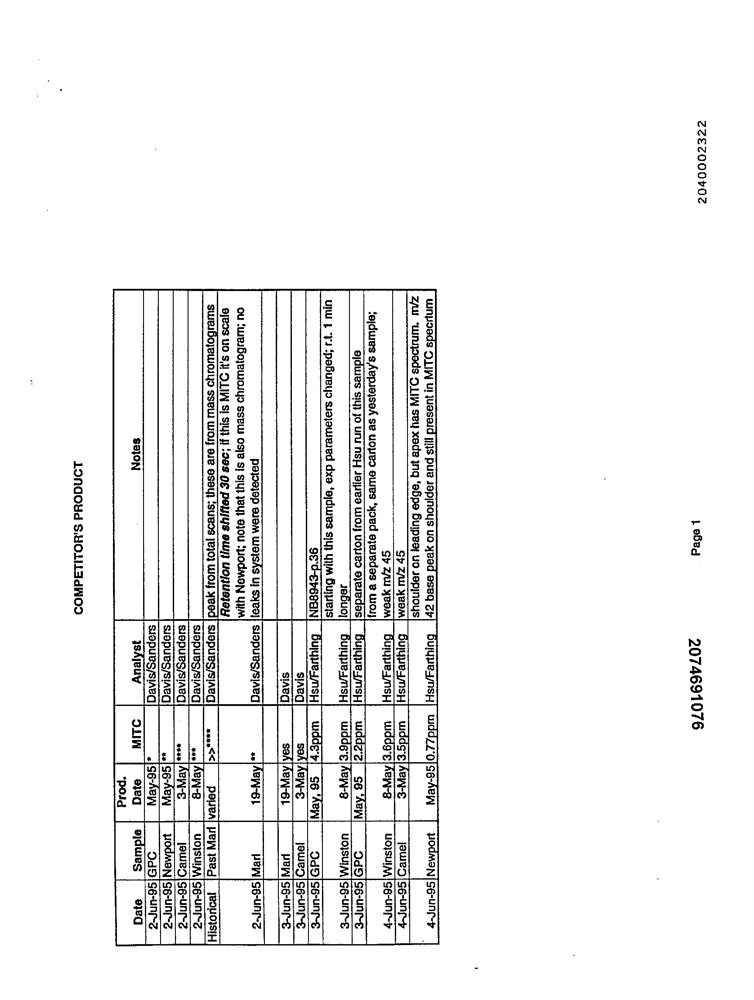 COMPETITOR'S PRODUCT
Prod.
Date Sample Date MITC Analyst Notes
2-Jun-95 GPC May-95 * Davis/Sanders
2-Jun-95 Newport May-95 ** Davis/Sanders
2-Jun-95 Camel 3-May **** Davis/Sanders
2-Jun-95 Winston 8-May *** Davis/Sanders
Historical Past Marl varied >>**** Davis/Sanders peak from total scans; these are from mass chromatograms
Retention time shifted 30 sec; if this is MITC it's on scale
with Newport; note that this is also mass chromatogram; no
2-Jun-95 Marl 19-May ** Davis/Sanders leaks in system were detected
3-Jun-95 Marl 19-May yes Davis
3-Jun-95 Camel 3-May yes Davis
3-Jun-95 GPC May, 95 4.3ppm Hsu/Farthing NB8943-p.36
starting with this sample, exp parameters changed; r.t. 1 min
3-Jun-95 Winston 8-May 3.9ppm Hsu/Farthing longer
3-Jun-95 GPC May, 95 2.2ppm Hsu/Farthing separate carton from earlier Hsu run of this sample
from a separate pack, same carton as yesterday's sample;
4-Jun-95 Winston 8-May 3.6ppm Hsu/Farthing weak m/z 45
4-Jun-95 Camel 3-May 3.5ppm Hsu/Farthing weak m/z 45
shoulder on leading edge, but apex has MITC spectrum. m/z
4-Jun-95 Newport May-95 0.77ppm Hsu/Farthing 42 base peak on shoulder and still present in MITC specrtum
Page 1
2074691076
2040002322